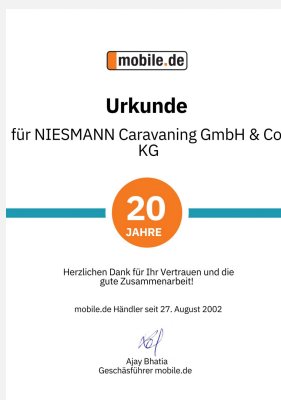 mobile.de
Urkunde
für NIESMANN Caravaning GmbH & Co
KG
20
JAHRE
Herzlichen Dank für Ihr Vertrauen und die
gute Zusammenarbeit!
mobile.de Händler seit 27. August 2002
Ajay Bhatia
Geschäsführer mobile.de